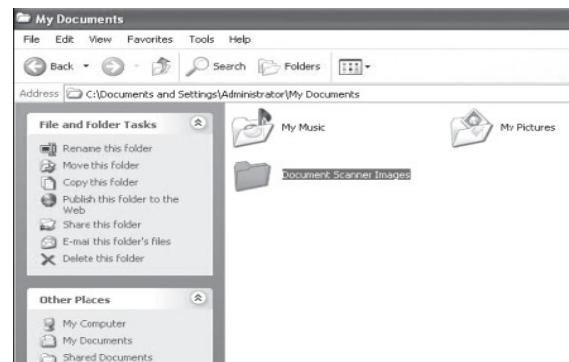 My Documents
File Edit View Favorites Tools Help
Back Search Folders
Address C:\Documents and Settings\Administrator\My Documents
File and Folder Tasks
Rename this folder
Move this folder
Copy this folder
Publish this folder to the
Web
Share this folder
E-mai this folder's files
Delete this folder
Other Places
My Computer
My Documents
Shared Documents
My Music
My Pictures
Document Scanner Images